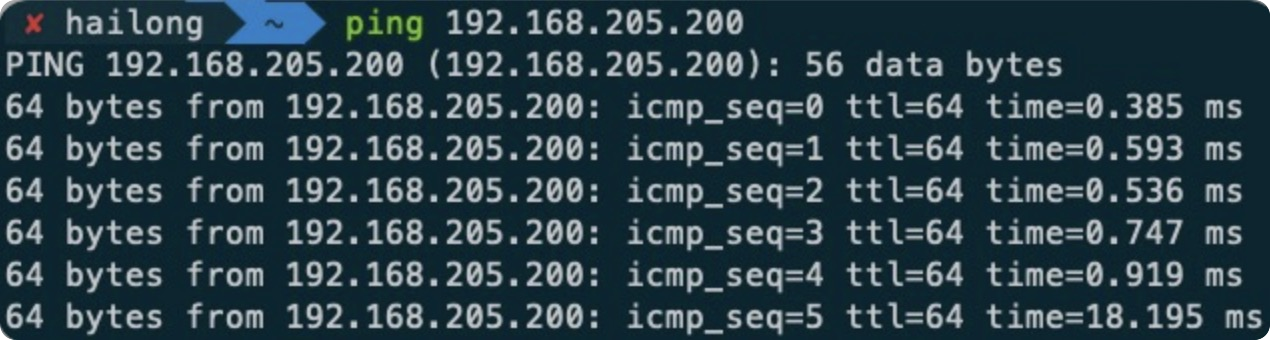 ✘ hailong ~ ping 192.168.205.200
PING 192.168.205.200 (192.168.205.200): 56 data bytes
64 bytes from 192.168.205.200: icmp_seq=0 ttl=64 time=0.385 ms
64 bytes from 192.168.205.200: icmp_seq=1 ttl=64 time=0.593 ms
64 bytes from 192.168.205.200: icmp_seq=2 ttl=64 time=0.536 ms
64 bytes from 192.168.205.200: icmp_seq=3 ttl=64 time=0.747 ms
64 bytes from 192.168.205.200: icmp_seq=4 ttl=64 time=0.919 ms
64 bytes from 192.168.205.200: icmp_seq=5 ttl=64 time=18.195 ms